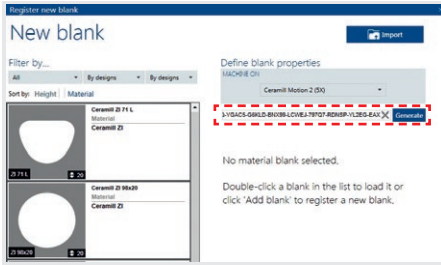 Register new blank
New blank
Import
Filter by...
All
By designs
By designs
Sort by: Height | Material
Define blank properties
MACHINE ON
Ceramill Motion 2 (5X)
Generate
Ceramill ZI 71 L
Material
Ceramill ZI
ZI 71 L
20
Ceramill ZI 98x20
Material
Ceramill ZI
ZI 98x20
20
No material blank selected.
Double-click a blank in the list to load it or
click 'Add blank' to register a new blank.